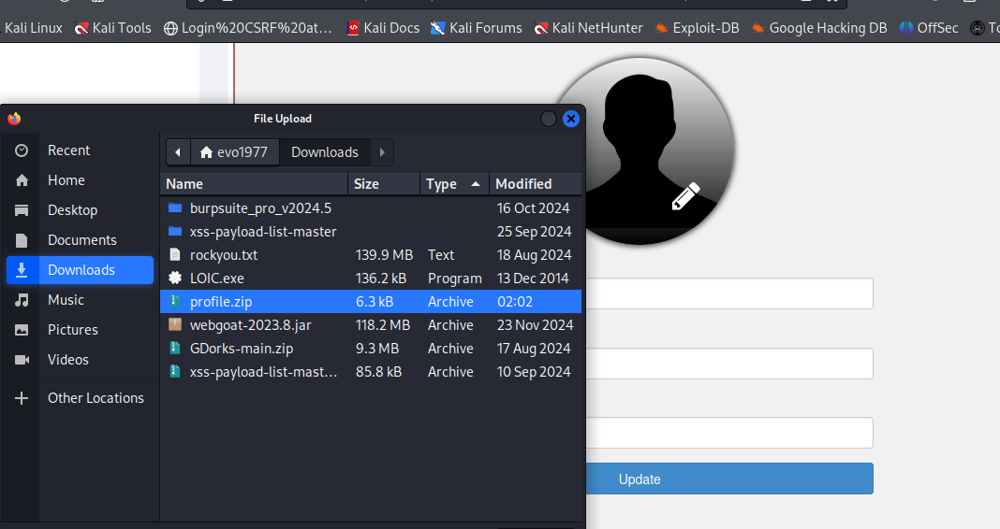 Kali Linux Kali Tools Login%20CSRF%20at… Kali Docs Kali Forums Kali NetHunter Exploit-DB Google Hacking DB OffSec
File Upload
Recent
Home
Desktop
Documents
Downloads
Music
Pictures
Videos
Other Locations
evo1977 Downloads
Name Size Type Modified
burpsuite_pro_v2024.5 16 Oct 2024
xss-payload-list-master 25 Sep 2024
rockyou.txt 139.9 MB Text 18 Aug 2024
LOIC.exe 136.2 kB Program 13 Dec 2014
profile.zip 6.3 kB Archive 02:02
webgoat-2023.8.jar 118.2 MB Archive 23 Nov 2024
GDorks-main.zip 9.3 MB Archive 17 Aug 2024
xss-payload-list-mast… 85.8 kB Archive 10 Sep 2024
Update